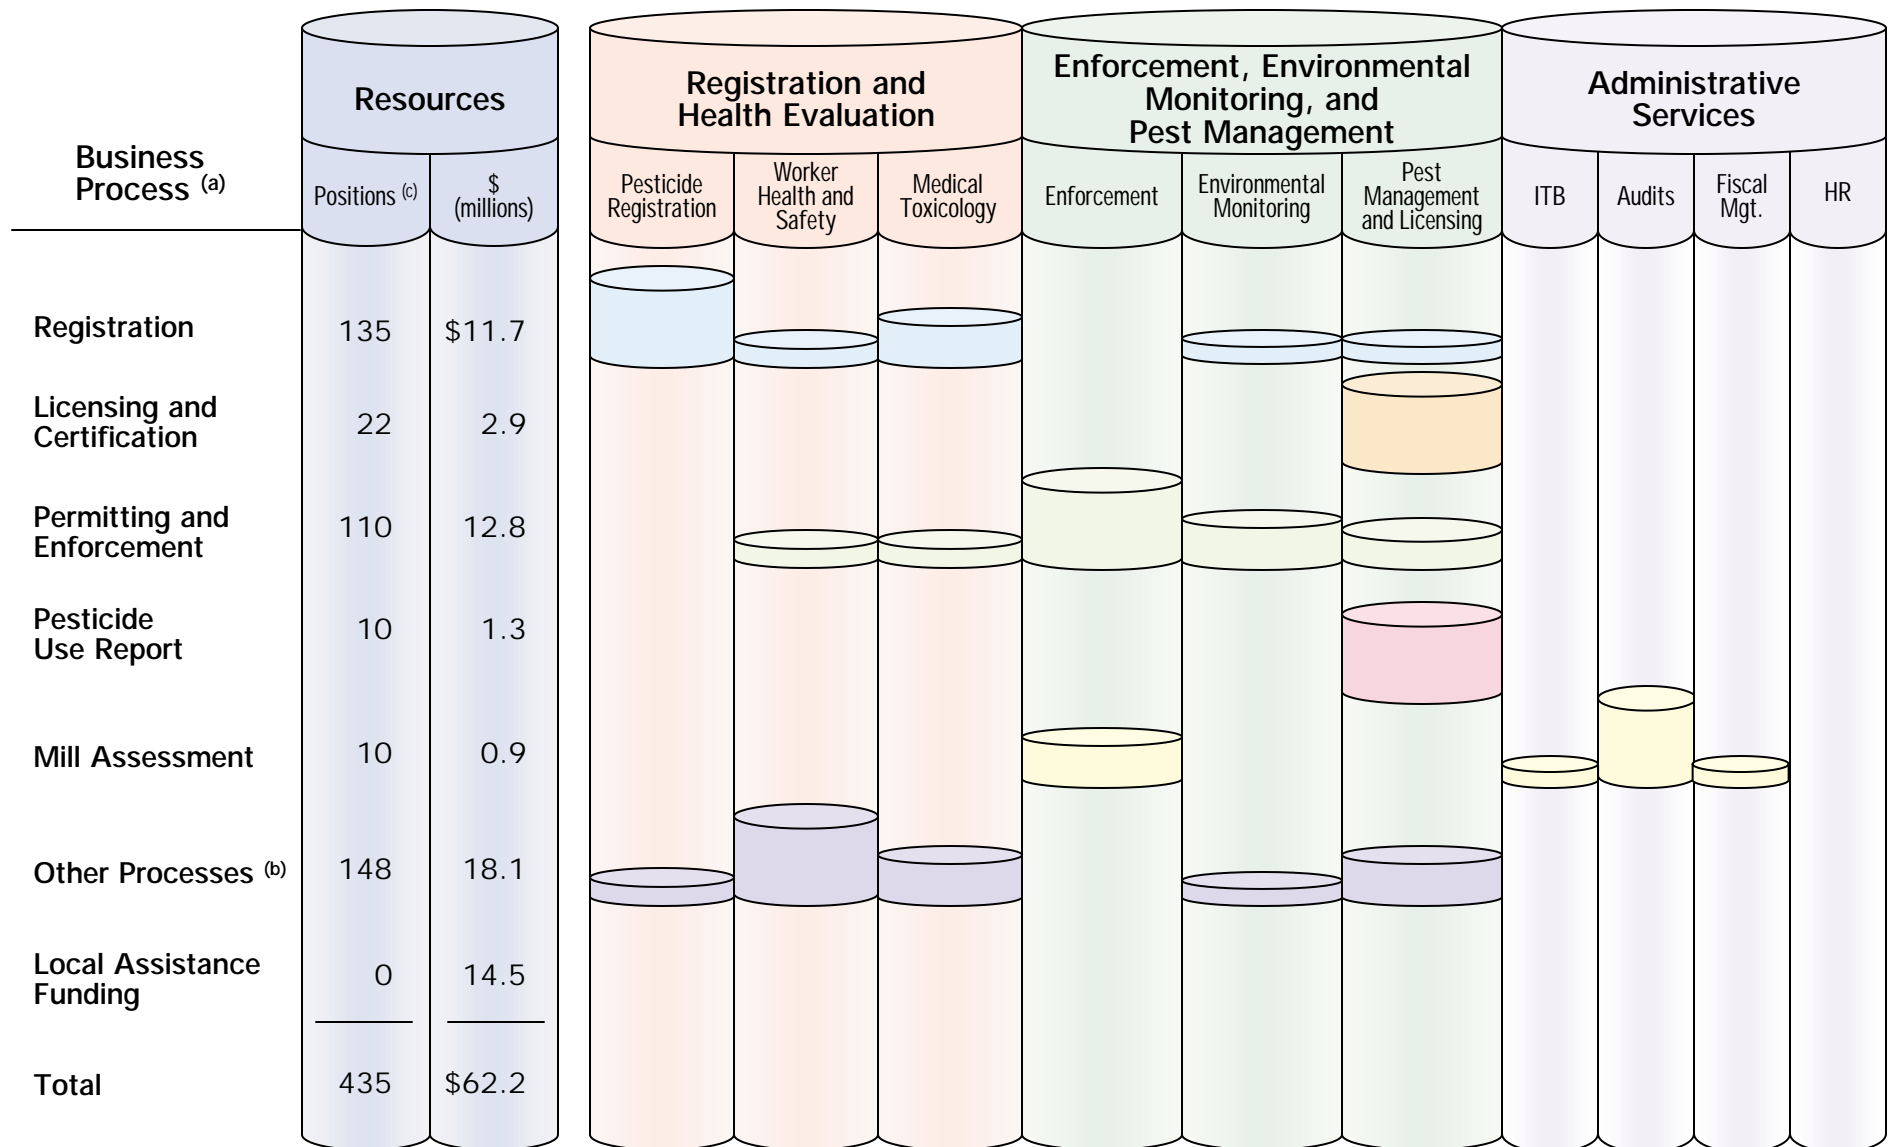 Resources
Registration and
Health Evaluation
Enforcement, Environmental
Monitoring, and
Pest Management
Administrative
Services
Business
Process (a)
Positions (c)
$
(millions)
Pesticide
Registration
Worker
Health and
Safety
Medical
Toxicology
Enforcement
Environmental
Monitoring
Pest
Management
and Licensing
ITB
Audits
Fiscal
Mgt.
HR
Registration
135
$11.7
Licensing and
Certification
22
2.9
Permitting and
Enforcement
110
12.8
Pesticide
Use Report
10
1.3
Mill Assessment
10
0.9
Other Processes (b)
148
18.1
Local Assistance
Funding
0
14.5
Total
435
$62.2